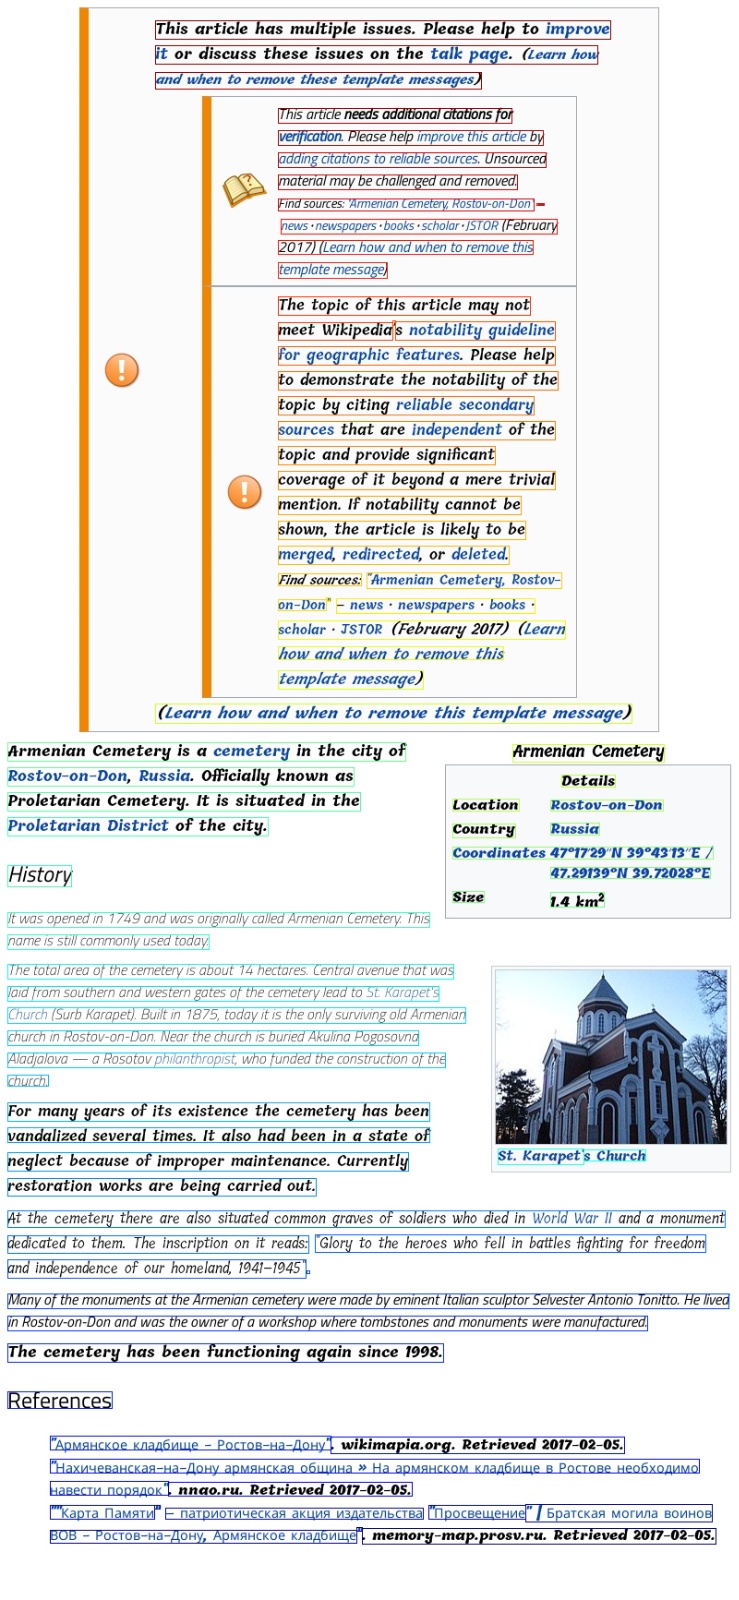 This article has multiple issues. Please help to improve
it or discuss these issues on the talk page. (Learn how
and when to remove these template messages)
This article needs additional citations for
verification. Please help improve this article by
adding citations to reliable sources. Unsourced
material may be challenged and removed.
Find sources: "Armenian Cemetery, Rostov-on-Don" –
news · newspapers · books · scholar · JSTOR (February
2017) (Learn how and when to remove this
template message)
The topic of this article may not
meet Wikipedia's notability guideline
for geographic features. Please help
to demonstrate the notability of the
topic by citing reliable secondary
sources that are independent of the
topic and provide significant
coverage of it beyond a mere trivial
mention. If notability cannot be
shown, the article is likely to be
merged, redirected, or deleted.
Find sources: "Armenian Cemetery, Rostov-
on-Don" – news · newspapers · books ·
scholar · JSTOR (February 2017) (Learn
how and when to remove this
template message)
(Learn how and when to remove this template message)
Armenian Cemetery is a cemetery in the city of
Rostov-on-Don, Russia. Officially known as
Proletarian Cemetery. It is situated in the
Proletarian District of the city.
Armenian Cemetery
Details
Location Rostov-on-Don
Country Russia
Coordinates 47°17′29″N 39°43′13″E /
47.29139°N 39.72028°E
Size 1.4 km²
History
It was opened in 1749 and was originally called Armenian Cemetery. This
name is still commonly used today.
The total area of the cemetery is about 14 hectares. Central avenue that was
laid from southern and western gates of the cemetery lead to St. Karapet's
Church (Surb Karapet). Built in 1875, today it is the only surviving old Armenian
church in Rostov-on-Don. Near the church is buried Akulina Pogosovna
Aladjalova — a Rosotov philanthropist, who funded the construction of the
church.
St. Karapet's Church
For many years of its existence the cemetery has been
vandalized several times. It also had been in a state of
neglect because of improper maintenance. Currently
restoration works are being carried out.
At the cemetery there are also situated common graves of soldiers who died in World War II and a monument
dedicated to them. The inscription on it reads: "Glory to the heroes who fell in battles fighting for freedom
and independence of our homeland, 1941–1945".
Many of the monuments at the Armenian cemetery were made by eminent Italian sculptor Selvester Antonio Tonitto. He lived
in Rostov-on-Don and was the owner of a workshop where tombstones and monuments were manufactured.
The cemetery has been functioning again since 1998.
References
"Армянское кладбище - Ростов-на-Дону". wikimapia.org. Retrieved 2017-02-05.
"Нахичеванская-на-Дону армянская община » На армянском кладбище в Ростове необходимо
навести порядок". nnao.ru. Retrieved 2017-02-05.
""Карта Памяти" – патриотическая акция издательства "Просвещение" | Братская могила воинов
ВОВ - Ростов-на-Дону, Армянское кладбище". memory-map.prosv.ru. Retrieved 2017-02-05.